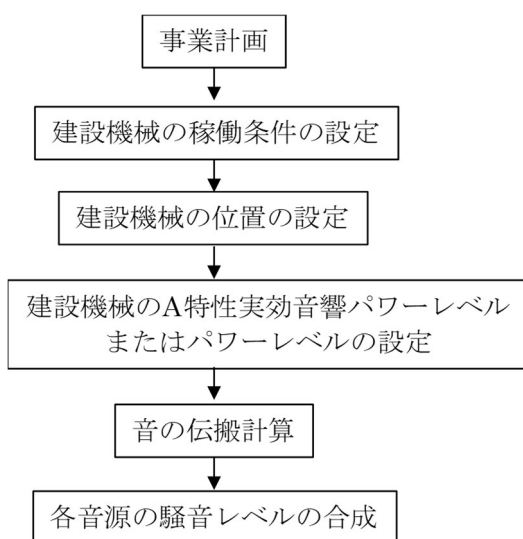 事業計画
建設機械の稼働条件の設定
建設機械の位置の設定
建設機械のA特性実効音響パワーレベル
またはパワーレベルの設定
音の伝搬計算
各音源の騒音レベルの合成